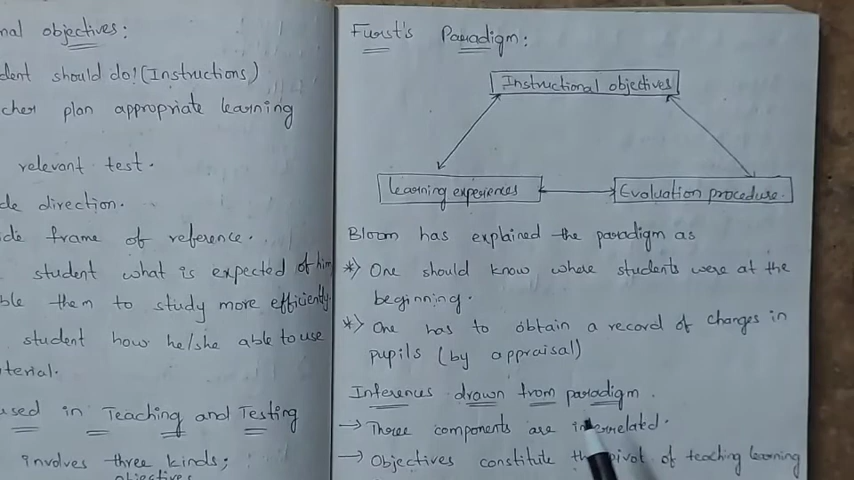 nal objectives:
dent should do! (Instructions)
cher plan appropriate learning
relevant test.
de direction.
ide frame of reference.
student what is expected of him
ble them to study more efficiently.
student how he/she able to use
terial.
used in Teaching and Testing
involves three kinds;
objectives
Furst's Paradigm:
Instructional objectives
learning experiences
Evaluation procedure.
Bloom has explained the paradigm as
*) One should know where students were at the
beginning.
*) One has to obtain a record of changes in
pupils (by appraisal)
Inferences drawn from paradigm.
→ Three components are interrelated.
→ Objectives constitute the pivot of teaching learning